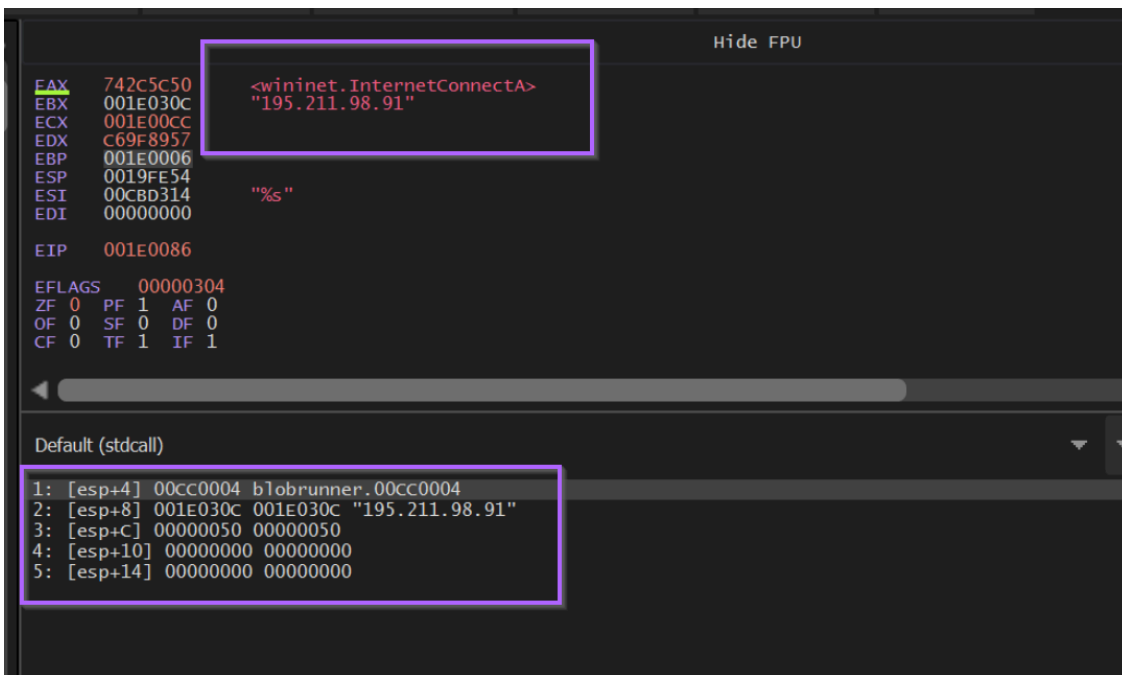 Hide FPU
EAX 742C5C50 <wininet.InternetConnectA>
EBX 001E030C "195.211.98.91"
ECX 001E00CC
EDX C69F8957
EBP 001E0006
ESP 0019FE54
ESI 00CBD314 "%s"
EDI 00000000
EIP 001E0086
EFLAGS 00000304
ZF 0 PF 1 AF 0
OF 0 SF 0 DF 0
CF 0 TF 1 IF 1
Default (stdcall)
1: [esp+4] 00CC0004 blobrunner.00CC0004
2: [esp+8] 001E030C 001E030C "195.211.98.91"
3: [esp+C] 00000050 00000050
4: [esp+10] 00000000 00000000
5: [esp+14] 00000000 00000000